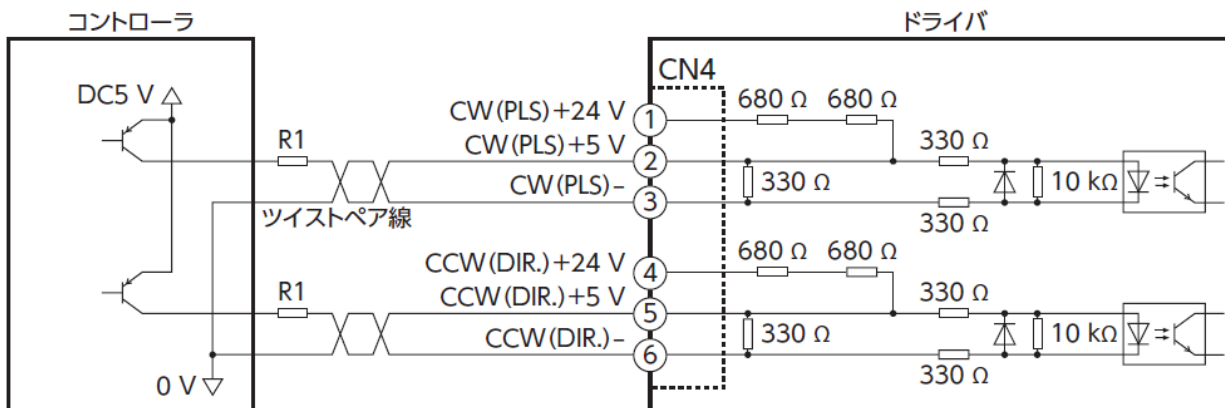 コントローラ
ドライバ
CN4
DC5 V
CW(PLS)+24 V
1
680 Ω
680 Ω
R1
CW(PLS)+5 V
2
330 Ω
330 Ω
10 kΩ
CW(PLS)-
3
330 Ω
ツイストペア線
CCW(DIR.)+24 V
4
680 Ω
680 Ω
R1
CCW(DIR.)+5 V
5
330 Ω
330 Ω
10 kΩ
CCW(DIR.)-
6
330 Ω
0 V